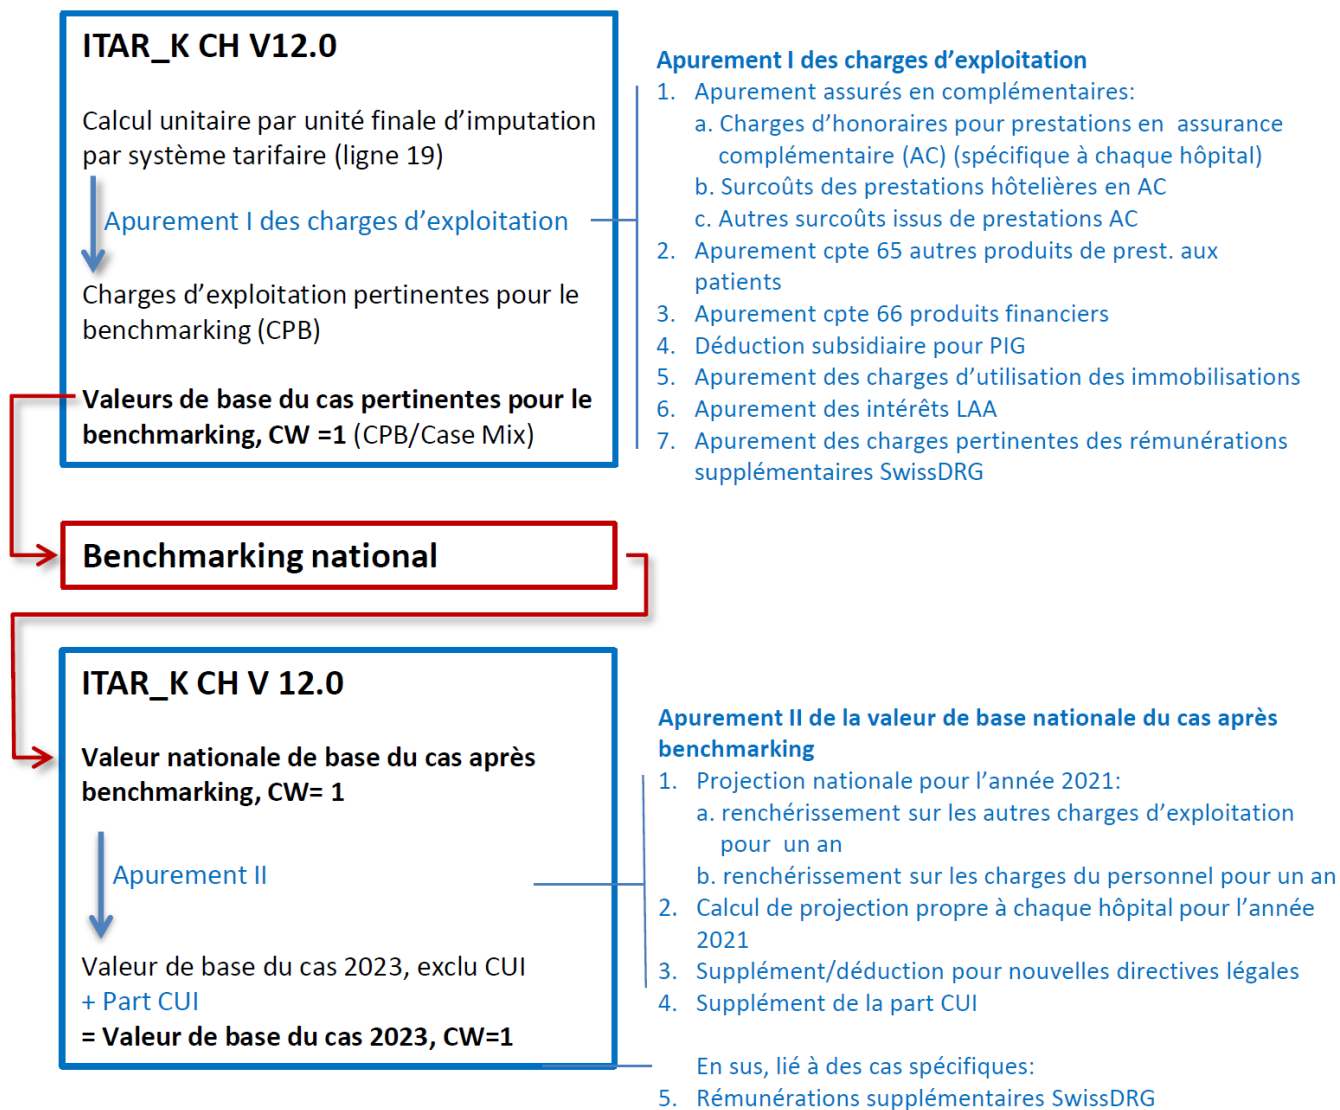 ITAR_K CH V12.0
Calcul unitaire par unité finale d'imputation
par système tarifaire (ligne 19)
Apurement I des charges d'exploitation
Charges d'exploitation pertinentes pour le
benchmarking (CPB)
Valeurs de base du cas pertinentes pour le
benchmarking, CW =1 (CPB/Case Mix)
Apurement I des charges d'exploitation
1. Apurement assurés en complémentaires:
a. Charges d'honoraires pour prestations en assurance
complémentaire (AC) (spécifique à chaque hôpital)
b. Surcoûts des prestations hôtelières en AC
c. Autres surcoûts issus de prestations AC
2. Apurement cpte 65 autres produits de prest. aux
patients
3. Apurement cpte 66 produits financiers
4. Déduction subsidiaire pour PIG
5. Apurement des charges d'utilisation des immobilisations
6. Apurement des intérêts LAA
7. Apurement des charges pertinentes des rémunérations
supplémentaires SwissDRG
Benchmarking national
ITAR_K CH V 12.0
Valeur nationale de base du cas après
benchmarking, CW= 1
Apurement II
Valeur de base du cas 2023, exclu CUI
+ Part CUI
= Valeur de base du cas 2023, CW=1
Apurement II de la valeur de base nationale du cas après
benchmarking
1. Projection nationale pour l'année 2021:
a. renchérissement sur les autres charges d'exploitation
pour un an
b. renchérissement sur les charges du personnel pour un an
2. Calcul de projection propre à chaque hôpital pour l'année
2021
3. Supplément/déduction pour nouvelles directives légales
4. Supplément de la part CUI
En sus, lié à des cas spécifiques:
5. Rémunérations supplémentaires SwissDRG